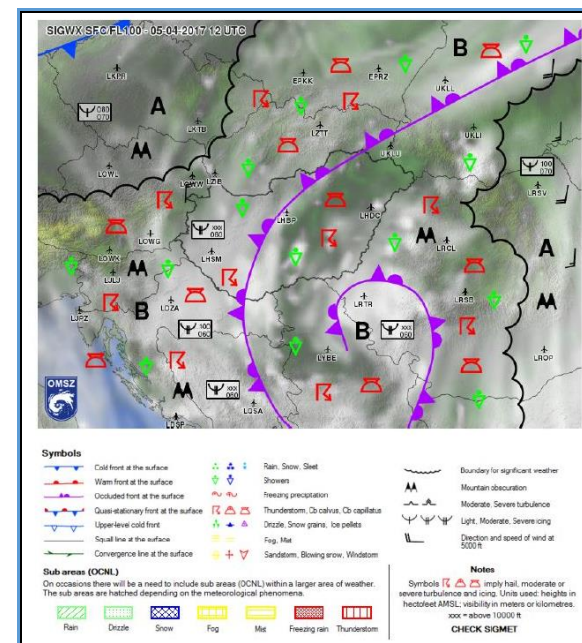 SIGWX SFC/FL100 - 05-04-2017 12 UTC
B
LKPR
EPKK
EPRZ
UKLL
080
070
A
LKTB
LZTT
UKLI
LOWL
LOWW
LZIB
UKLU
100
070
LRSV
LHBP
LHDC
LOWG
xxx
060
LRCL
A
LOWK
LHSM
LJLJ
B
LDZA
LRTR
LRSB
LJPZ
100
060
B
xxx
060
LYBE
LROP
OMSZ
xxx
060
LQSA
LDSP
Symbols
Cold front at the surface
Warm front at the surface
Occluded front at the surface
Quasi-stationary front at the surface
Upper-level cold front
Squall line at the surface
Convergence line at the surface
Rain, Snow, Sleet
Showers
Freezing precipitation
Thunderstorm, Cb calvus, Cb capillatus
Drizzle, Snow grains, Ice pellets
Fog, Mist
Sandstorm, Blowing snow, Windstorm
Boundary for significant weather
Mountain obscuration
Moderate, Severe turbulence
Light, Moderate, Severe icing
Direction and speed of wind at
5000 ft
Sub areas (OCNL)
On occasions there will be a need to include sub areas (OCNL) within a larger area of weather.
The sub areas are hatched depending on the meteorological phenomena.
Rain
Drizzle
Snow
Fog
Mist
Freezing rain
Thunderstorm
Notes
Symbols imply hail, moderate or
severe turbulence and icing. Units used: heights in
hectofeet AMSL; visibility in meters or kilometres.
xxx = above 10000 ft
CHECK SIGMET